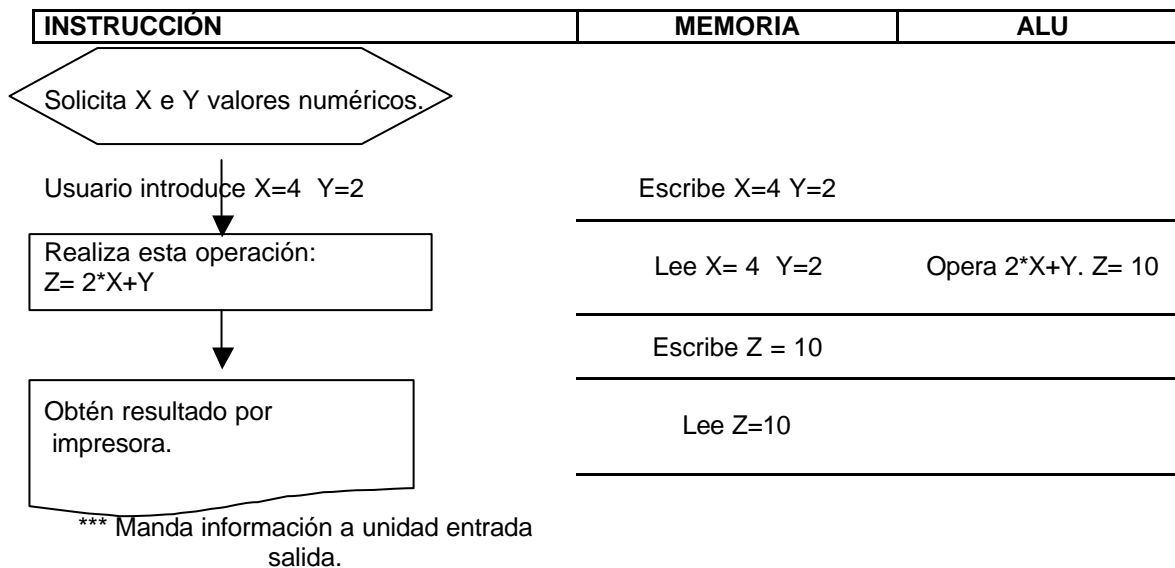 INSTRUCCIÓN MEMORIA ALU
Solicita X e Y valores numéricos.
Usuario introduce X=4 Y=2 Escribe X=4 Y=2
Realiza esta operación:
Z= 2*X+Y
Lee X= 4 Y=2 Opera 2*X+Y. Z= 10
Escribe Z = 10
Obtén resultado por
impresora.
Lee Z=10
*** Manda información a unidad entrada
salida.